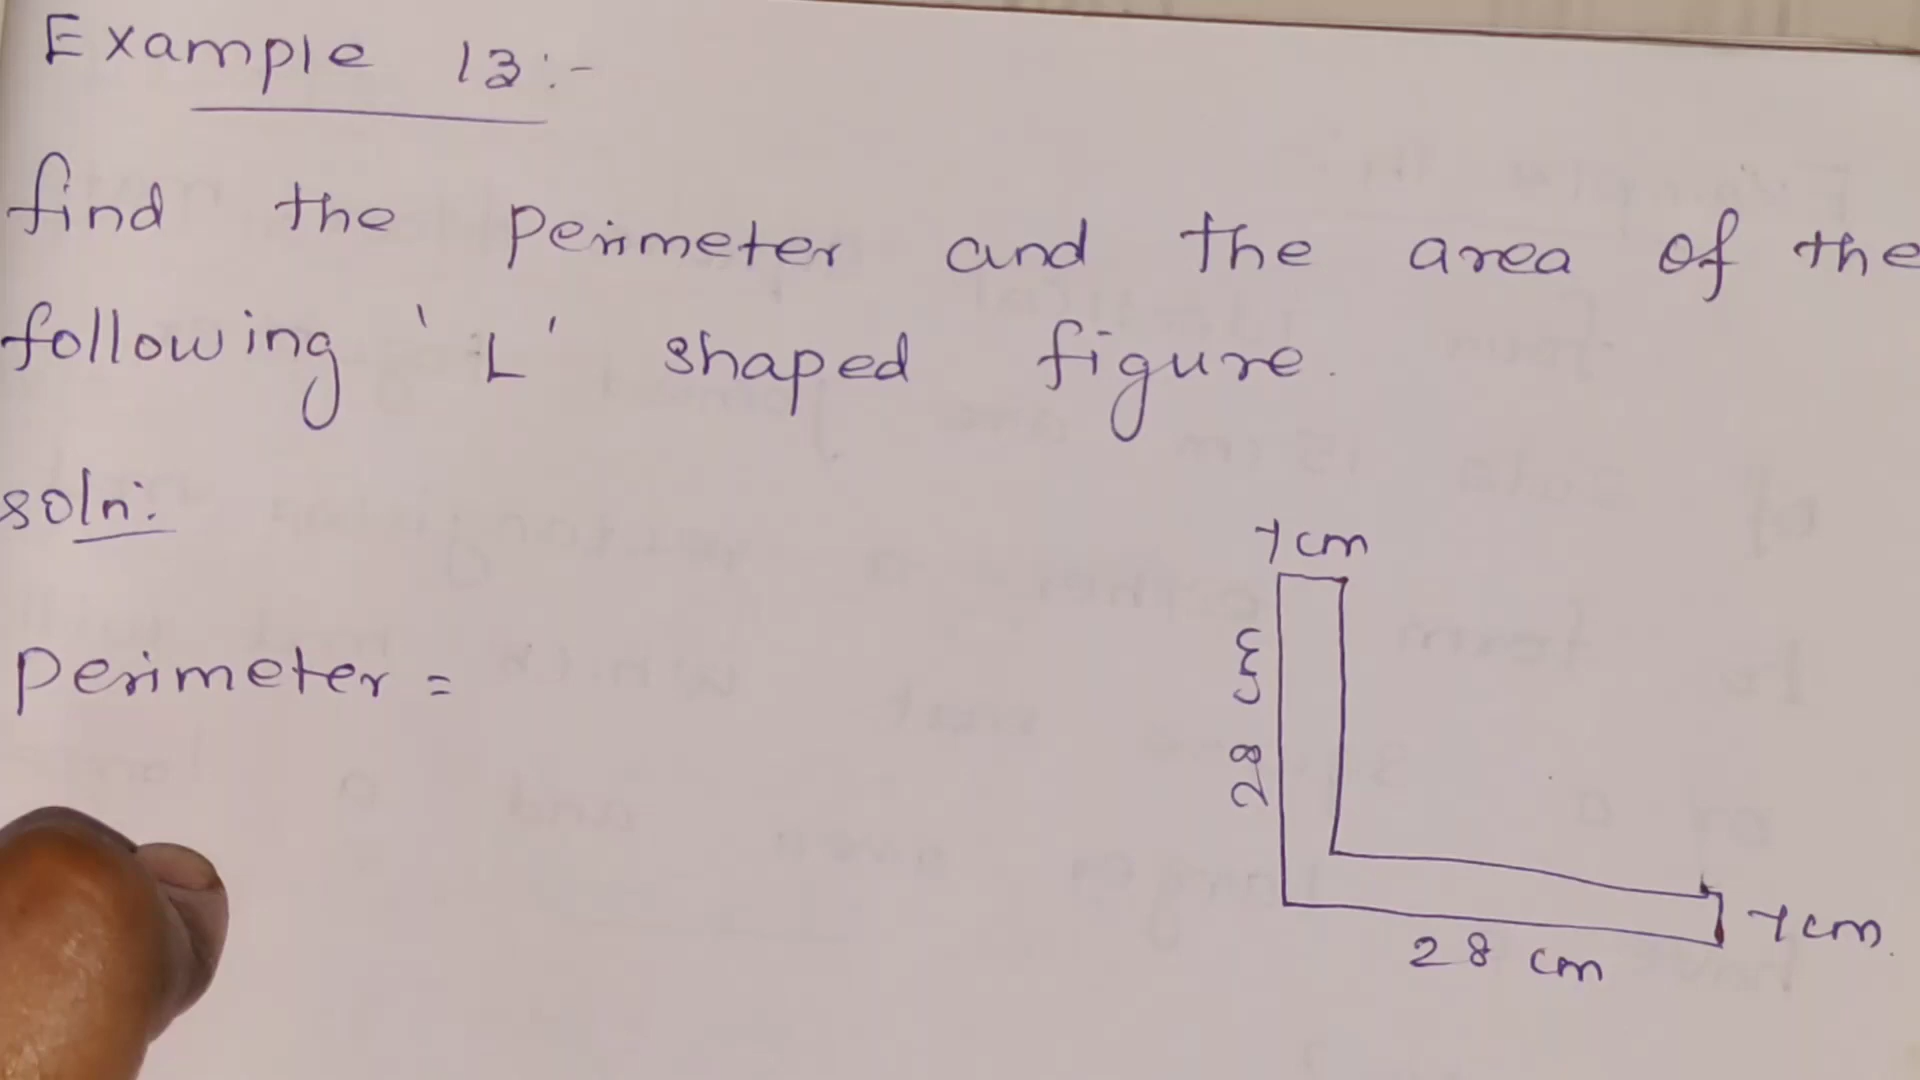 Example 13:-
find the perimeter and the area of the
following 'L' shaped figure.
soln:
7 cm
28 cm
perimeter =
7 cm.
28 cm